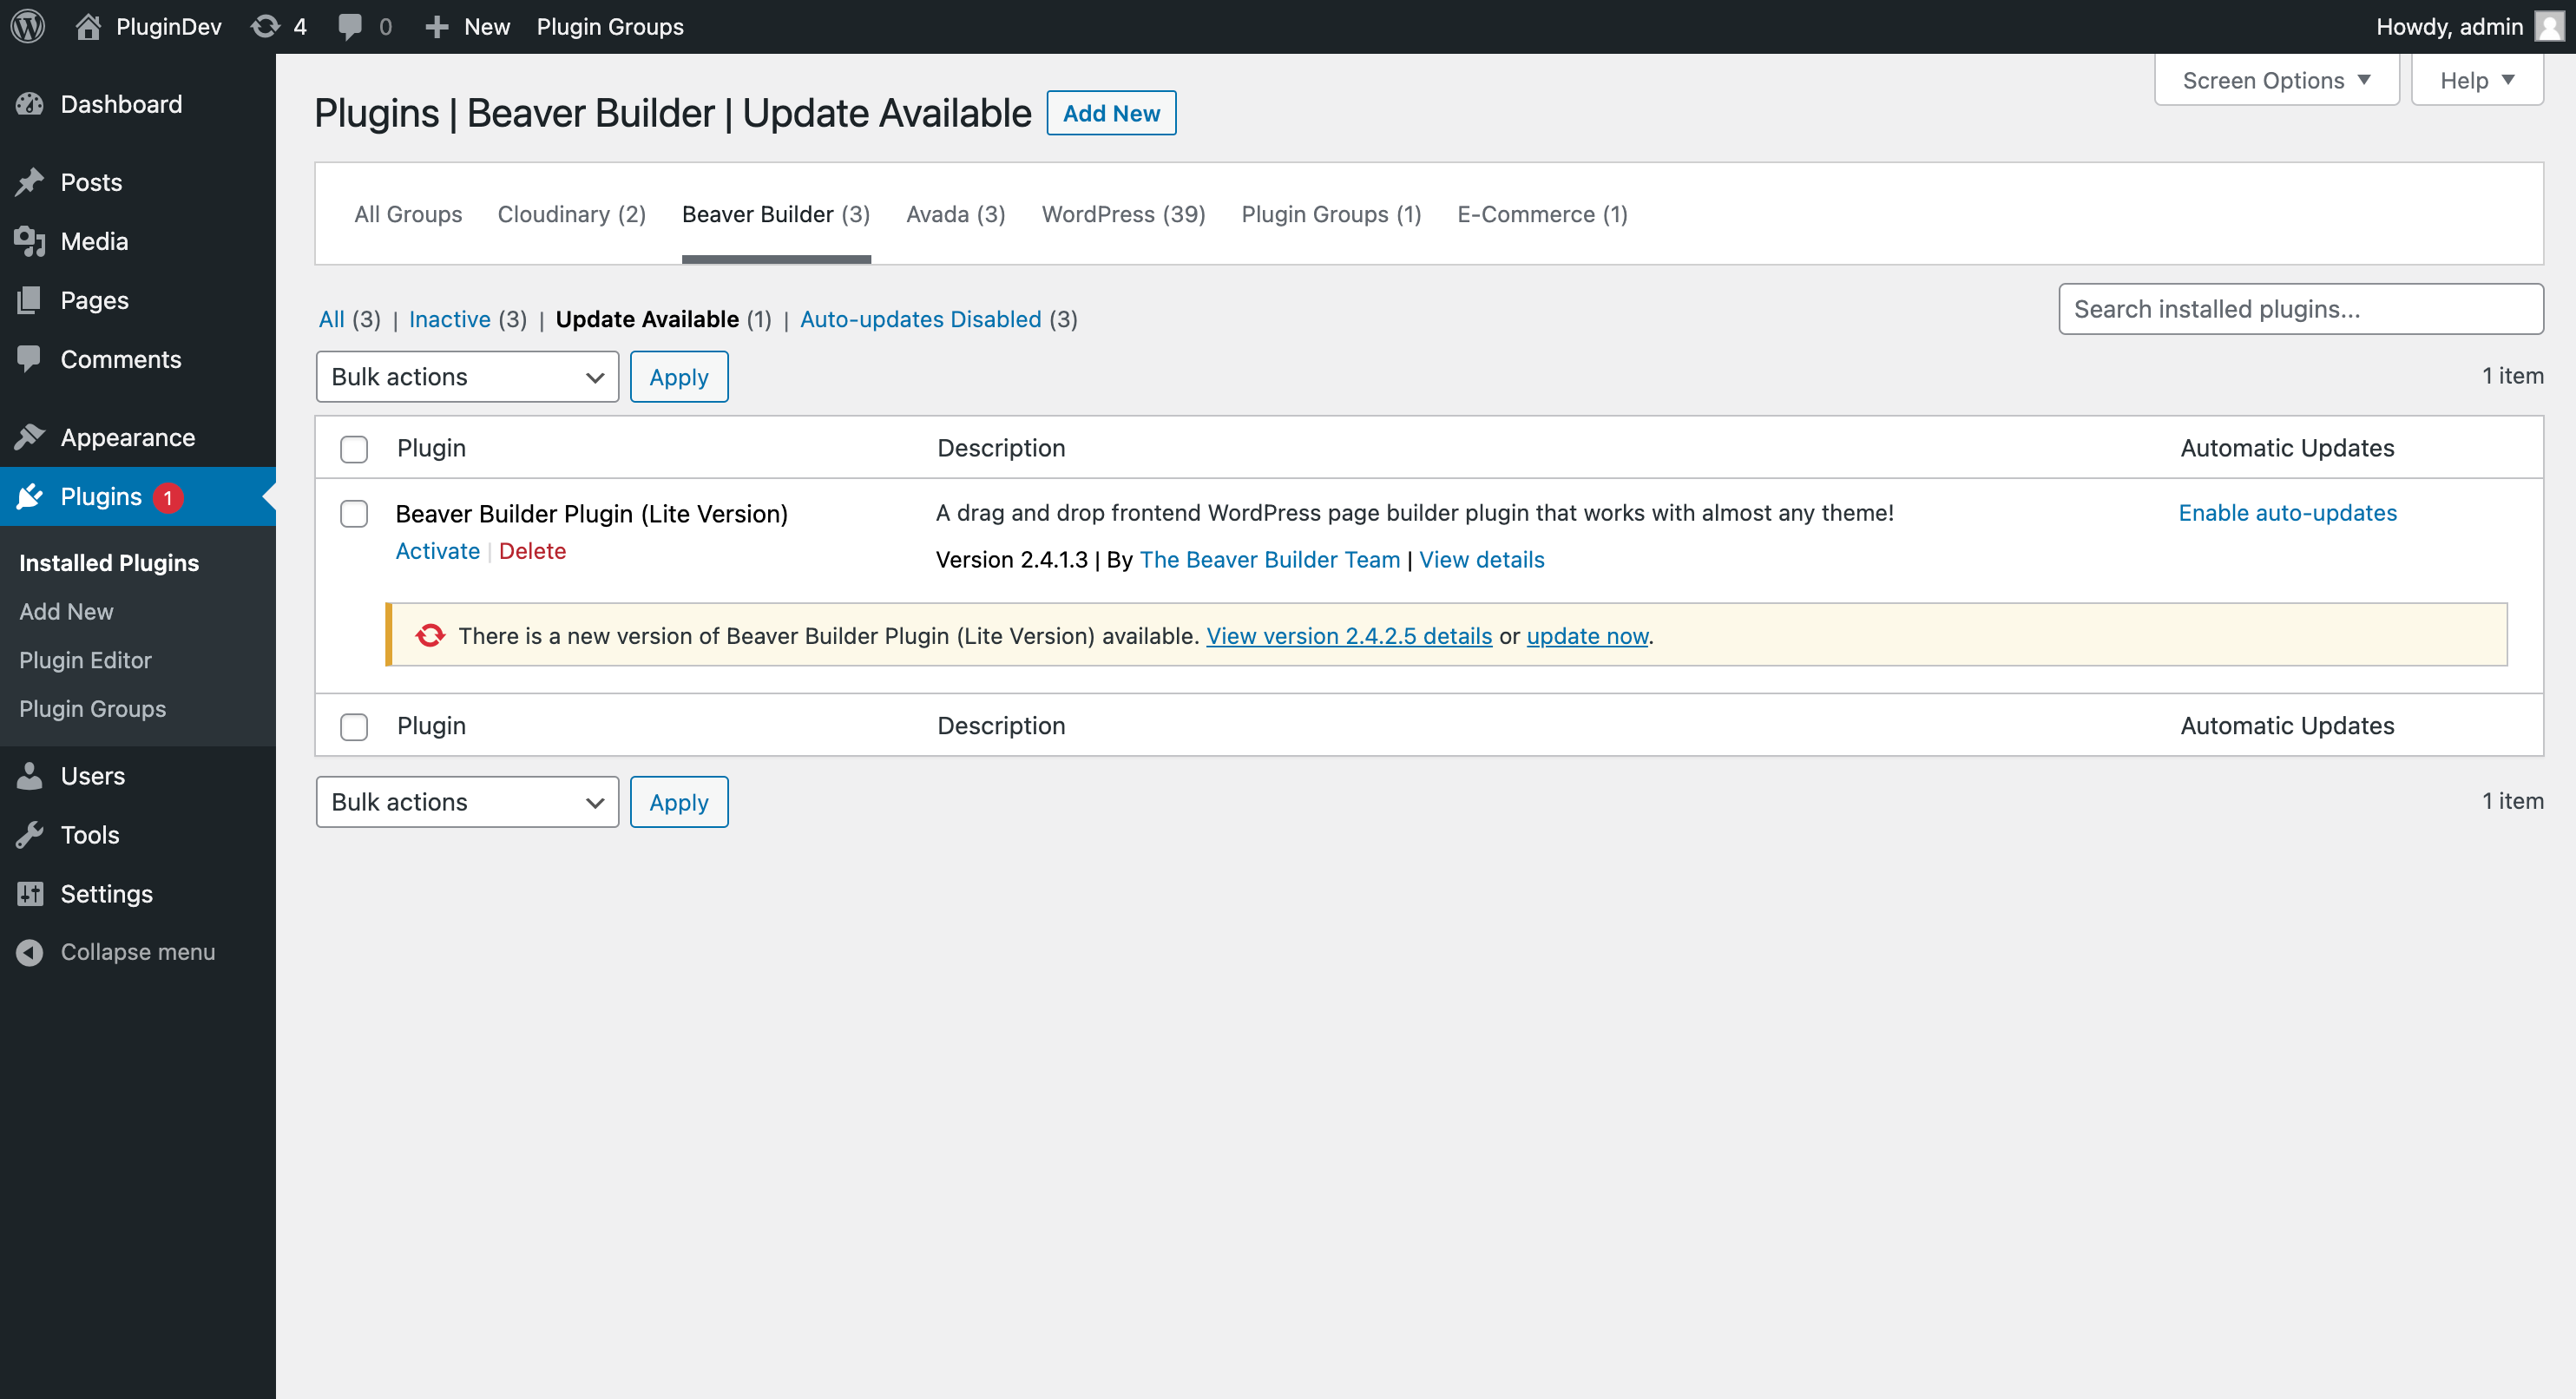 PluginDev 4 0 New Plugin Groups Howdy, admin
Screen Options Help
Dashboard
Posts
Media
Pages
Comments
Appearance
Plugins 1
Installed Plugins
Add New
Plugin Editor
Plugin Groups
Users
Tools
Settings
Collapse menu
Plugins | Beaver Builder | Update Available Add New
All Groups Cloudinary (2) Beaver Builder (3) Avada (3) WordPress (39) Plugin Groups (1) E-Commerce (1)
All (3) | Inactive (3) | Update Available (1) | Auto-updates Disabled (3)
Search installed plugins...
Bulk actions Apply 1 item
Plugin Description Automatic Updates
Beaver Builder Plugin (Lite Version) A drag and drop frontend WordPress page builder plugin that works with almost any theme! Enable auto-updates
Activate | Delete Version 2.4.1.3 | By The Beaver Builder Team | View details
There is a new version of Beaver Builder Plugin (Lite Version) available. View version 2.4.2.5 details or update now.
Plugin Description Automatic Updates
Bulk actions Apply 1 item